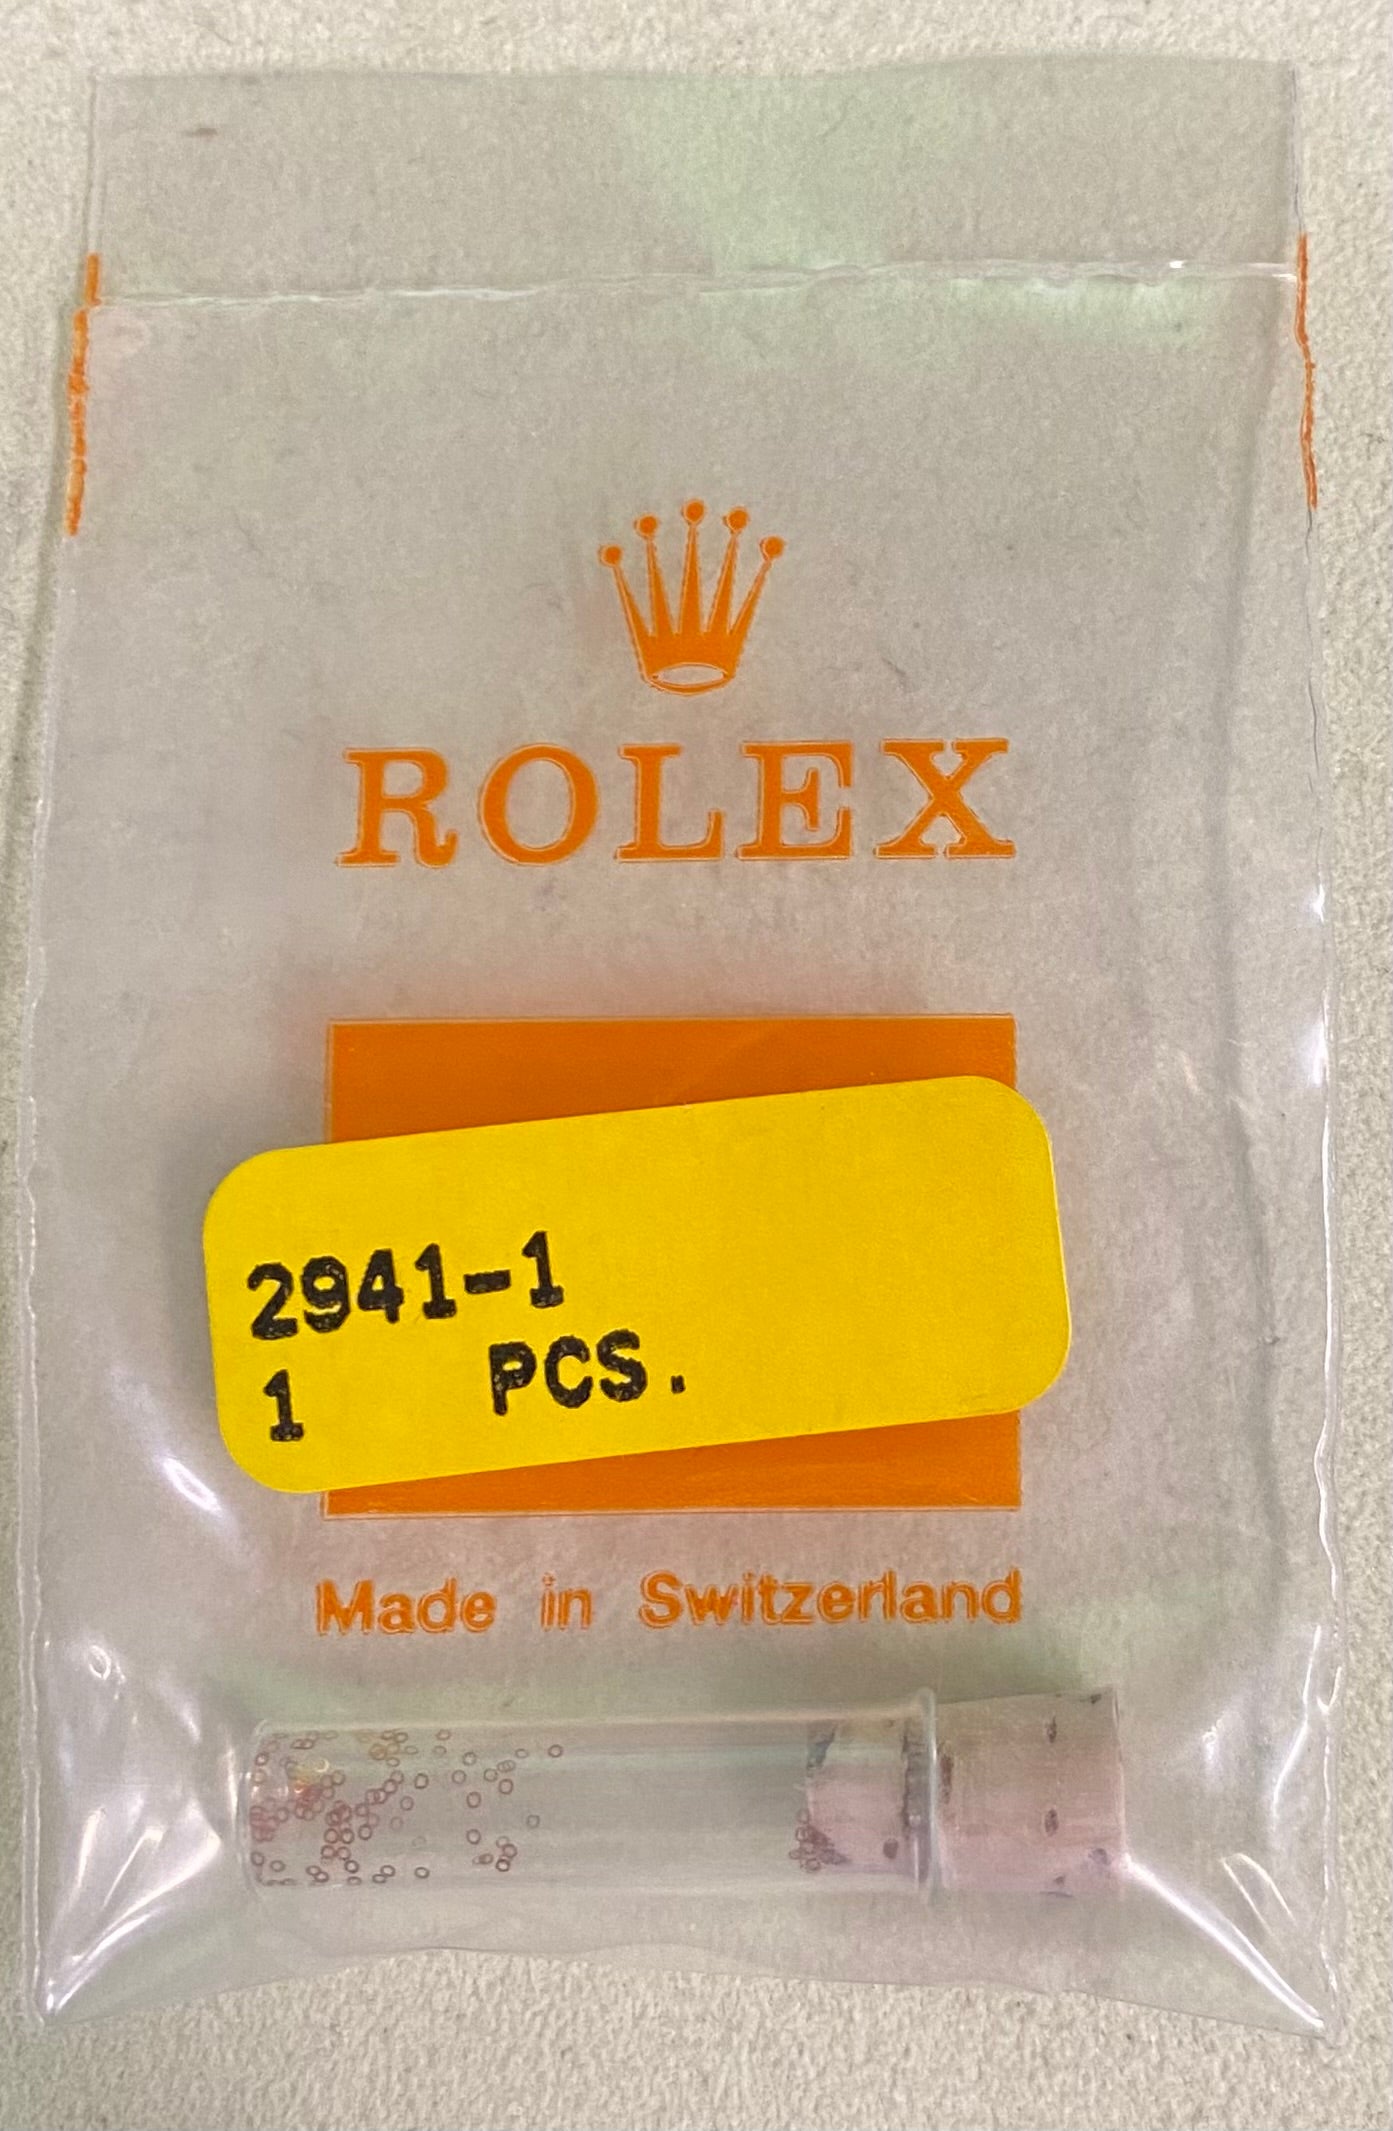 ROLEX
2941-1
1 PCS.
Made in Switzerland